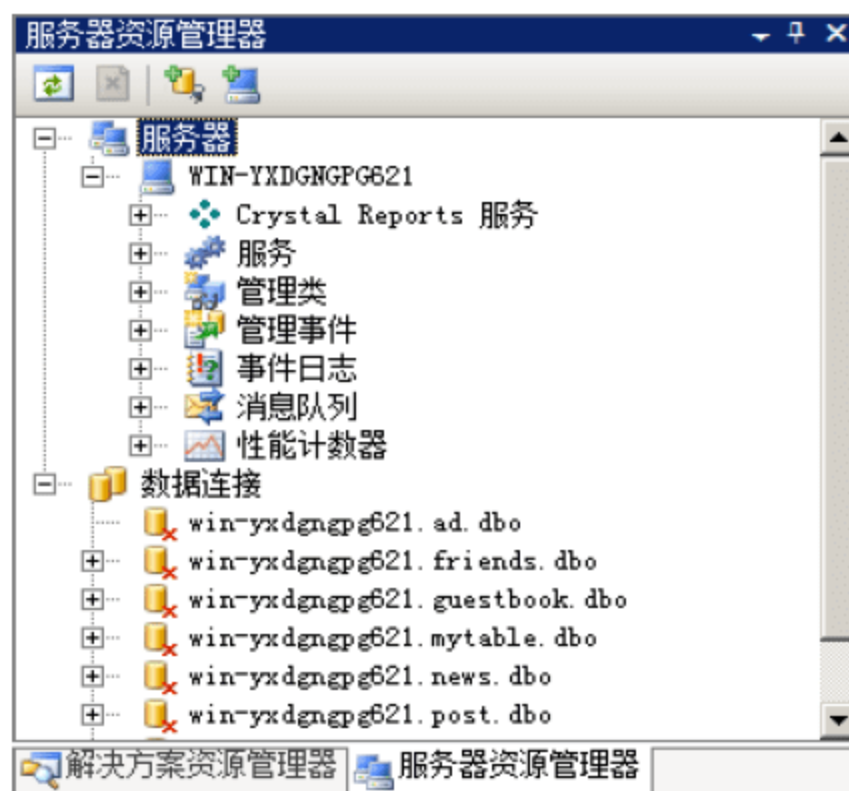 服务器资源管理器
服务器
WIN-YXDGNGPG621
Crystal Reports 服务
服务
管理类
管理事件
事件日志
消息队列
性能计数器
数据连接
win-yxdgngpg621.ad.dbo
win-yxdgngpg621.friends.dbo
win-yxdgngpg621.guestbook.dbo
win-yxdgngpg621.mytable.dbo
win-yxdgngpg621.news.dbo
win-yxdgngpg621.post.dbo
解决方案资源管理器 服务器资源管理器